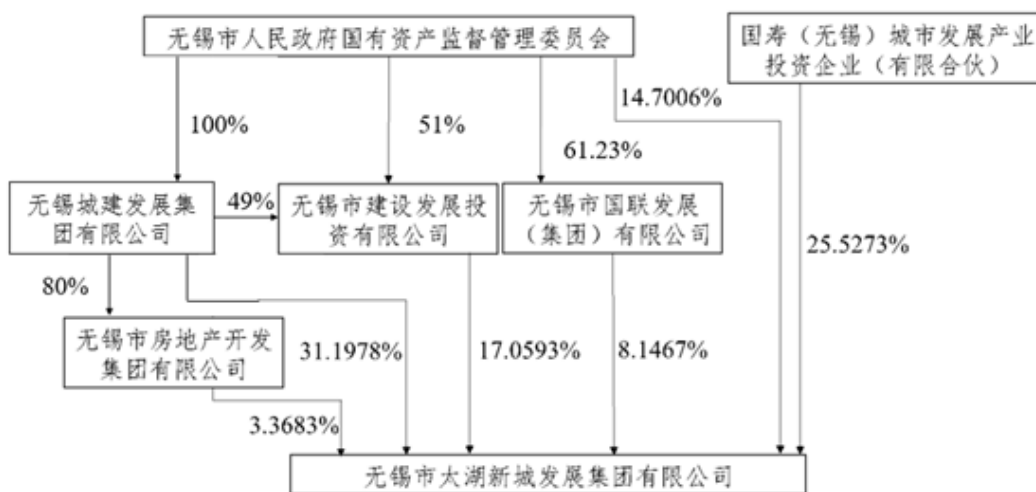 无锡市人民政府国有资产监督管理委员会
国寿（无锡）城市发展产业
投资企业（有限合伙）
14.7006%
100%
51%
61.23%
无锡城建发展集
团有限公司
49%
无锡市建设发展投
资有限公司
无锡市国联发展
（集团）有限公司
25.5273%
80%
无锡市房地产开发
集团有限公司
31.1978%
17.0593%
8.1467%
3.3683%
无锡市太湖新城发展集团有限公司